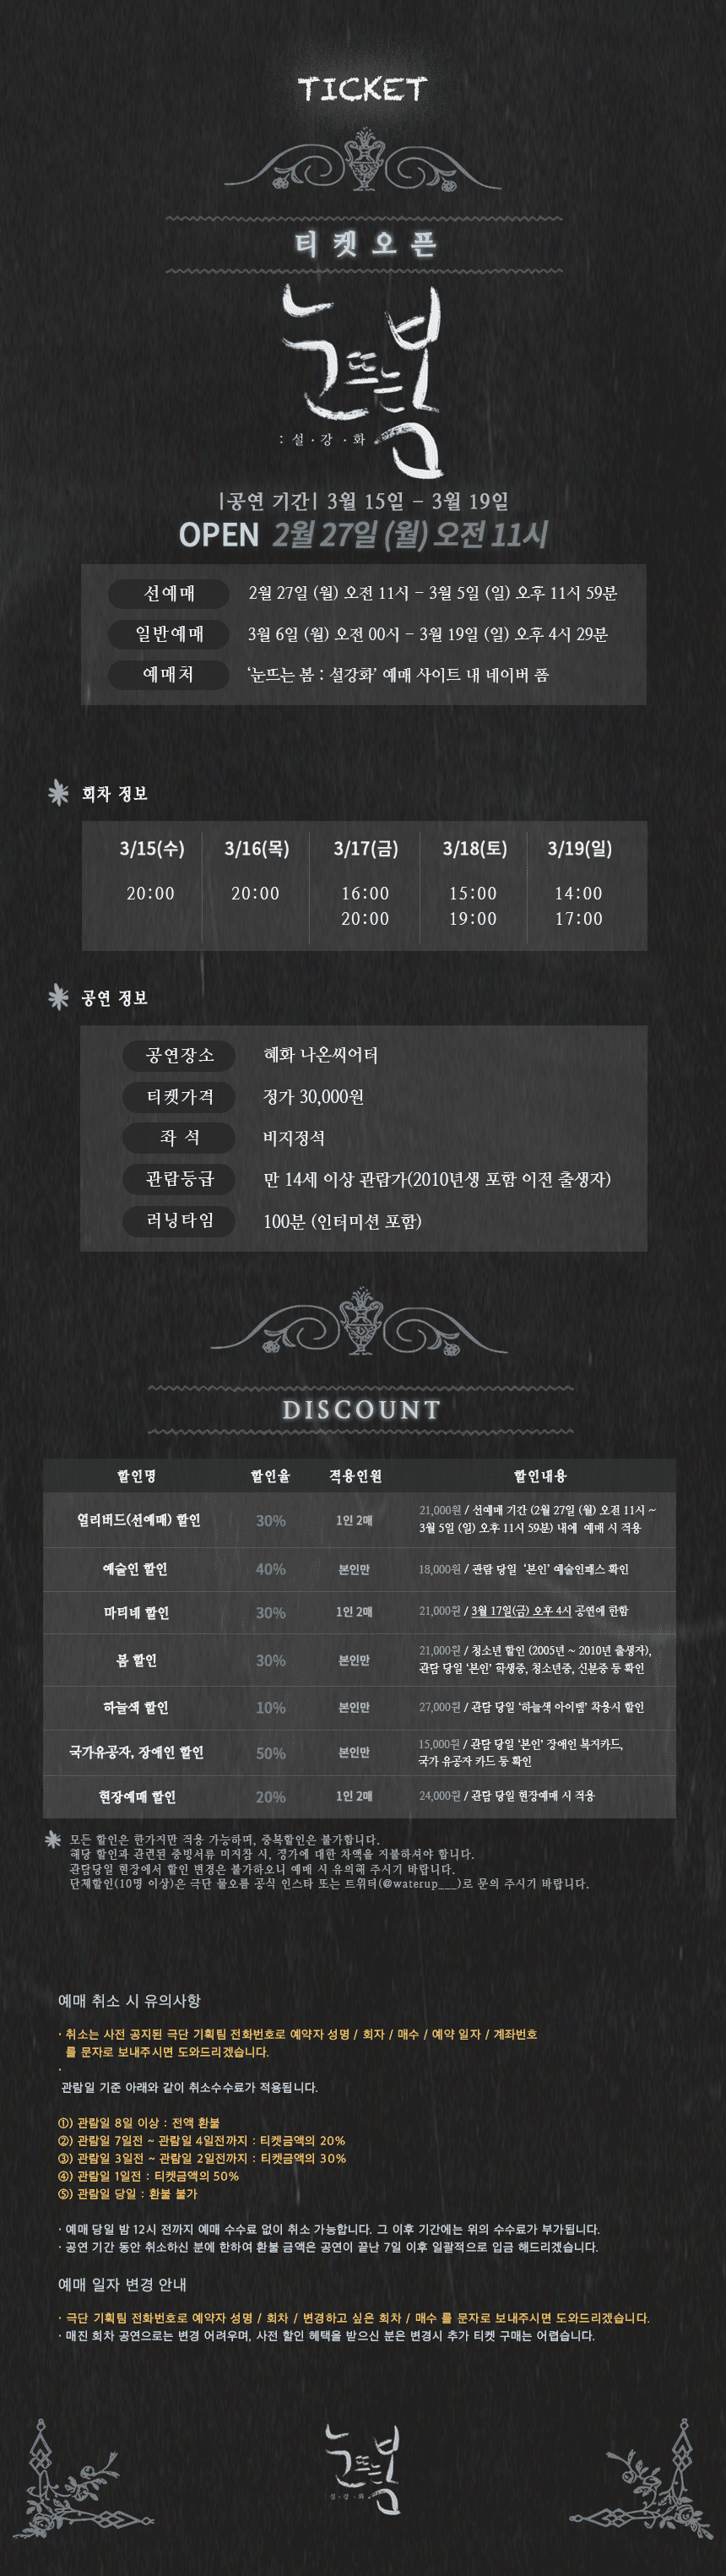 TICKET
티켓오픈
눈뜨는봄
: 설 · 강 · 화
|공연 기간| 3월 15일 – 3월 19일
OPEN 2월 27일 (월) 오전 11시
선예매 2월 27일 (월) 오전 11시 – 3월 5일 (일) 오후 11시 59분
일반예매 3월 6일 (월) 오전 00시 – 3월 19일 (일) 오후 4시 29분
예매처 ‘눈뜨는 봄 : 설강화’ 예매 사이트 내 네이버 폼
회차 정보
3/15(수) 3/16(목) 3/17(금) 3/18(토) 3/19(일)
20:00 20:00 16:00 15:00 14:00
20:00 19:00 17:00
공연 정보
공연장소 혜화 나온씨어터
티켓가격 정가 30,000원
좌 석 비지정석
관람등급 만 14세 이상 관람가(2010년생 포함 이전 출생자)
러닝타임 100분 (인터미션 포함)
DISCOUNT
할인명 할인율 적용인원 할인내용
얼리버드(선예매) 할인 30% 1인 2매 21,000원 / 선예매 기간 (2월 27일 (월) 오전 11시 ~
3월 5일 (일) 오후 11시 59분) 내에 예매 시 적용
예술인 할인 40% 본인만 18,000원 / 관람 당일 ‘본인’ 예술인패스 확인
마티네 할인 30% 1인 2매 21,000원 / 3월 17일(금) 오후 4시 공연에 한함
봄 할인 30% 본인만 21,000원 / 청소년 할인 (2005년 ~ 2010년 출생자),
관람 당일 ‘본인’ 학생증, 청소년증, 신분증 등 확인
하늘색 할인 10% 본인만 27,000원 / 관람 당일 ‘하늘색 아이템’ 착용시 할인
국가유공자, 장애인 할인 50% 본인만 15,000원 / 관람 당일 ‘본인’ 장애인 복지카드,
국가 유공자 카드 등 확인
현장예매 할인 20% 1인 2매 24,000원 / 관람 당일 현장예매 시 적용
모든 할인은 한가지만 적용 가능하며, 중복할인은 불가합니다.
해당 할인과 관련된 증빙서류 미지참 시, 정가에 대한 차액을 지불하셔야 합니다.
관람당일 현장에서 할인 변경은 불가하오니 예매 시 유의해 주시기 바랍니다.
단체할인(10명 이상)은 극단 물오름 공식 인스타 또는 트위터(@waterup___)로 문의 주시기 바랍니다.
예매 취소 시 유의사항
· 취소는 사전 공지된 극단 기획팀 전화번호로 예약자 성명 / 회자 / 매수 / 예약 일자 / 계좌번호
를 문자로 보내주시면 도와드리겠습니다.
·
관람일 기준 아래와 같이 취소수수료가 적용됩니다.
①) 관람일 8일 이상 : 전액 환불
②) 관람일 7일전 ~ 관람일 4일전까지 : 티켓금액의 20%
③) 관람일 3일전 ~ 관람일 2일전까지 : 티켓금액의 30%
④) 관람일 1일전 : 티켓금액의 50%
⑤) 관람일 당일 : 환불 불가
· 예매 당일 밤 12시 전까지 예매 수수료 없이 취소 가능합니다. 그 이후 기간에는 위의 수수료가 부가됩니다.
· 공연 기간 동안 취소하신 분에 한하여 환불 금액은 공연이 끝난 7일 이후 일괄적으로 입금 해드리겠습니다.
예매 일자 변경 안내
· 극단 기획팀 전화번호로 예약자 성명 / 회차 / 변경하고 싶은 회차 / 매수 를 문자로 보내주시면 도와드리겠습니다.
· 매진 회차 공연으로는 변경 어려우며, 사전 할인 혜택을 받으신 분은 변경시 추가 티켓 구매는 어렵습니다.
눈뜨는봄
설·강·화